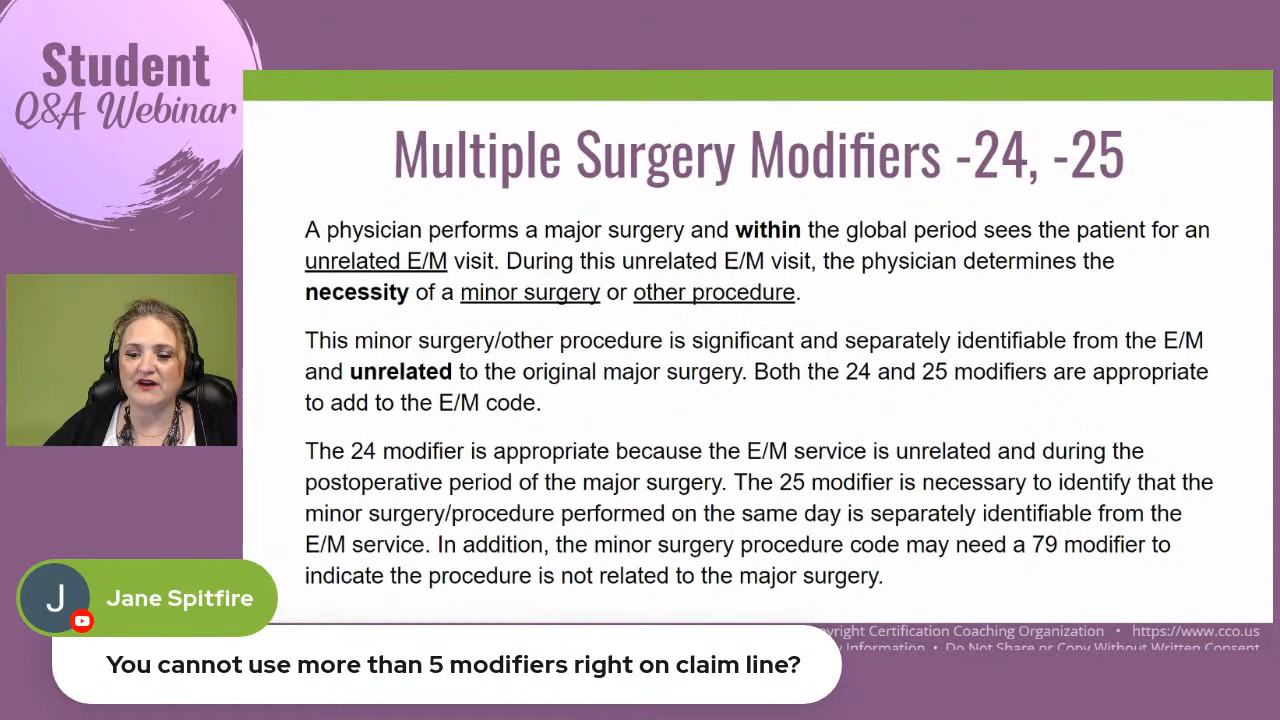 Student
Q&A Webinar
Multiple Surgery Modifiers -24, -25
A physician performs a major surgery and within the global period sees the patient for an
unrelated E/M visit. During this unrelated E/M visit, the physician determines the
necessity of a minor surgery or other procedure.
This minor surgery/other procedure is significant and separately identifiable from the E/M
and unrelated to the original major surgery. Both the 24 and 25 modifiers are appropriate
to add to the E/M code.
The 24 modifier is appropriate because the E/M service is unrelated and during the
postoperative period of the major surgery. The 25 modifier is necessary to identify that the
minor surgery/procedure performed on the same day is separately identifiable from the
E/M service. In addition, the minor surgery procedure code may need a 79 modifier to
indicate the procedure is not related to the major surgery.
J
Jane Spitfire
You cannot use more than 5 modifiers right on claim line?
Certification Coaching Organization • https://www.cco.us
Information • Do Not Share or Copy Without Written Consent